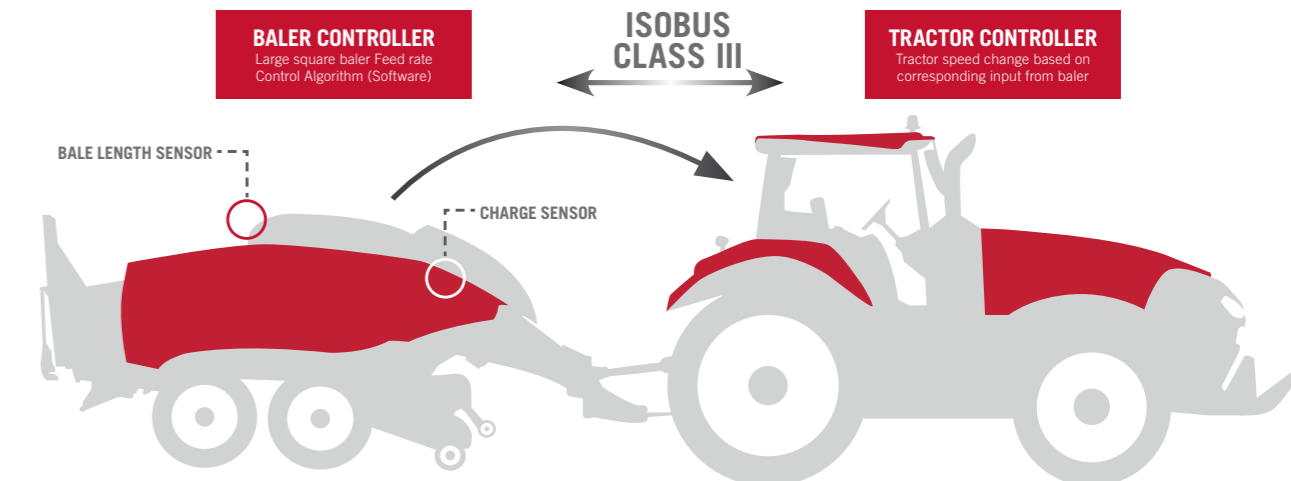 BALER CONTROLLER
Large square baler Feed rate
Control Algorithm (Software)
ISOBUS
CLASS III
TRACTOR CONTROLLER
Tractor speed change based on
corresponding input from baler
BALE LENGTH SENSOR
CHARGE SENSOR